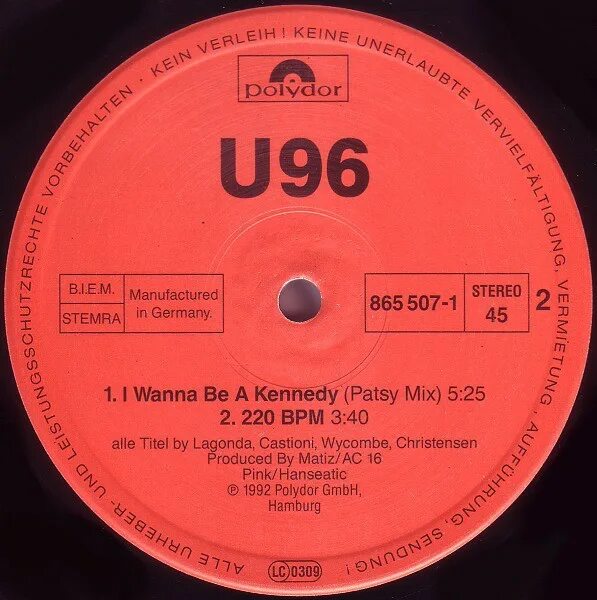 ALLE URHEBER- UND LEISTUNGSSCHUTZRECHTE VORBEHALTEN · KEIN VERLEIH! KEINE UNERLAUBTE VERVIELFÄLTIGUNG, VERMIETUNG, AUFFÜHRUNG, SENDUNG!
polydor
U96
B.I.E.M.
STEMRA
Manufactured
in Germany.
865 507-1
STEREO
45
2
1. I Wanna Be A Kennedy (Patsy Mix) 5:25
2. 220 BPM 3:40
alle Titel by Lagonda, Castioni, Wycombe, Christensen
Produced By Matiz/AC 16
Pink/Hanseatic
℗ 1992 Polydor GmbH,
Hamburg
LC 0309